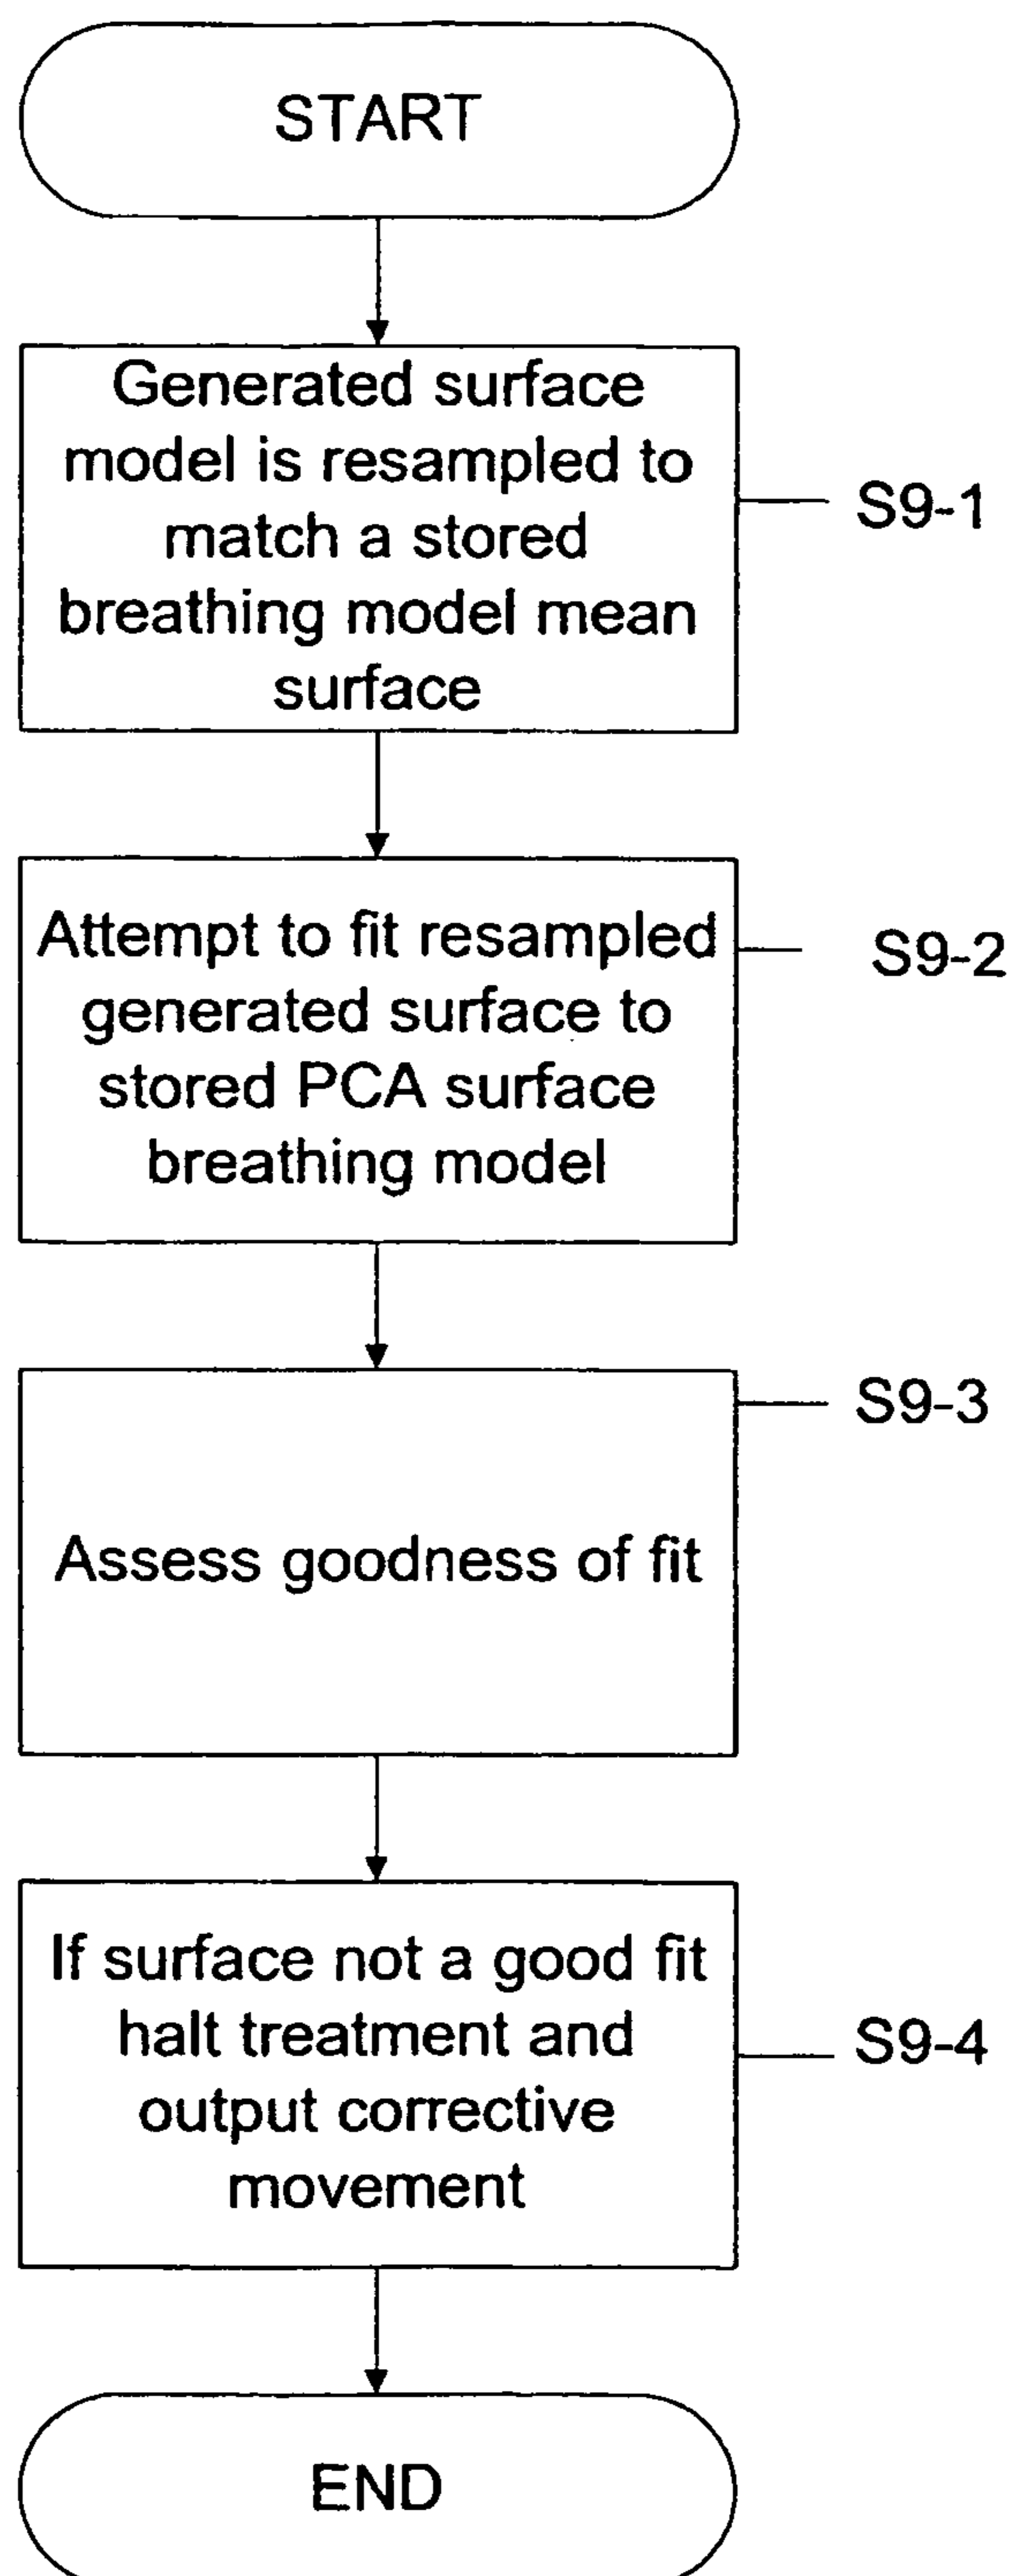 START
Generated surface
model is resampled to
match a stored
breathing model mean
surface
S9-1
Attempt to fit resampled
generated surface to
stored PCA surface
breathing model
S9-2
Assess goodness of fit
S9-3
If surface not a good fit
halt treatment and
output corrective
movement
S9-4
END